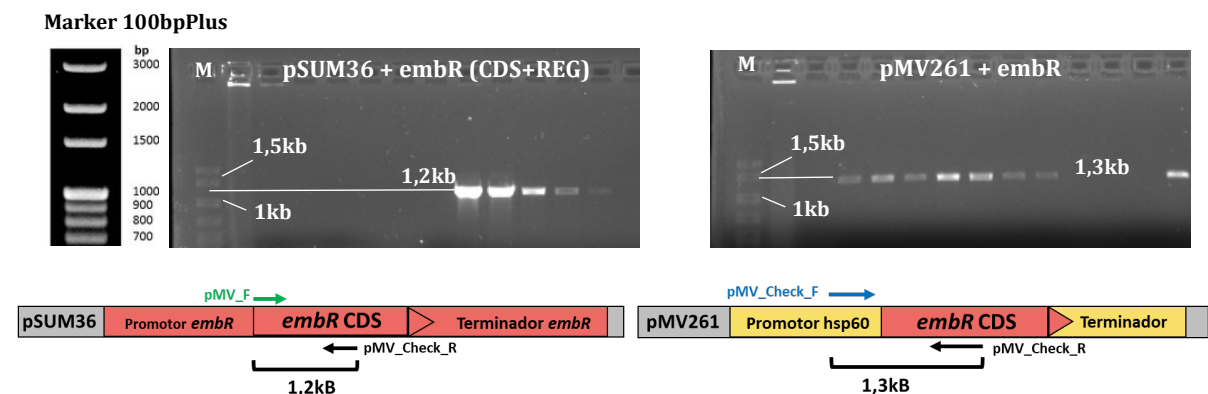 Marker 100bpPlus
bp
3000
2000
1500
1000
900
800
700
M
pSUM36 + embR (CDS+REG)
1,5kb
1,2kb
1kb
M
pMV261 + embR
1,5kb
1,3kb
1kb
pMV_F
pSUM36 Promotor embR embR CDS Terminador embR
pMV_Check_R
1.2kB
pMV_Check_F
pMV261 Promotor hsp60 embR CDS Terminador
pMV_Check_R
1,3kB